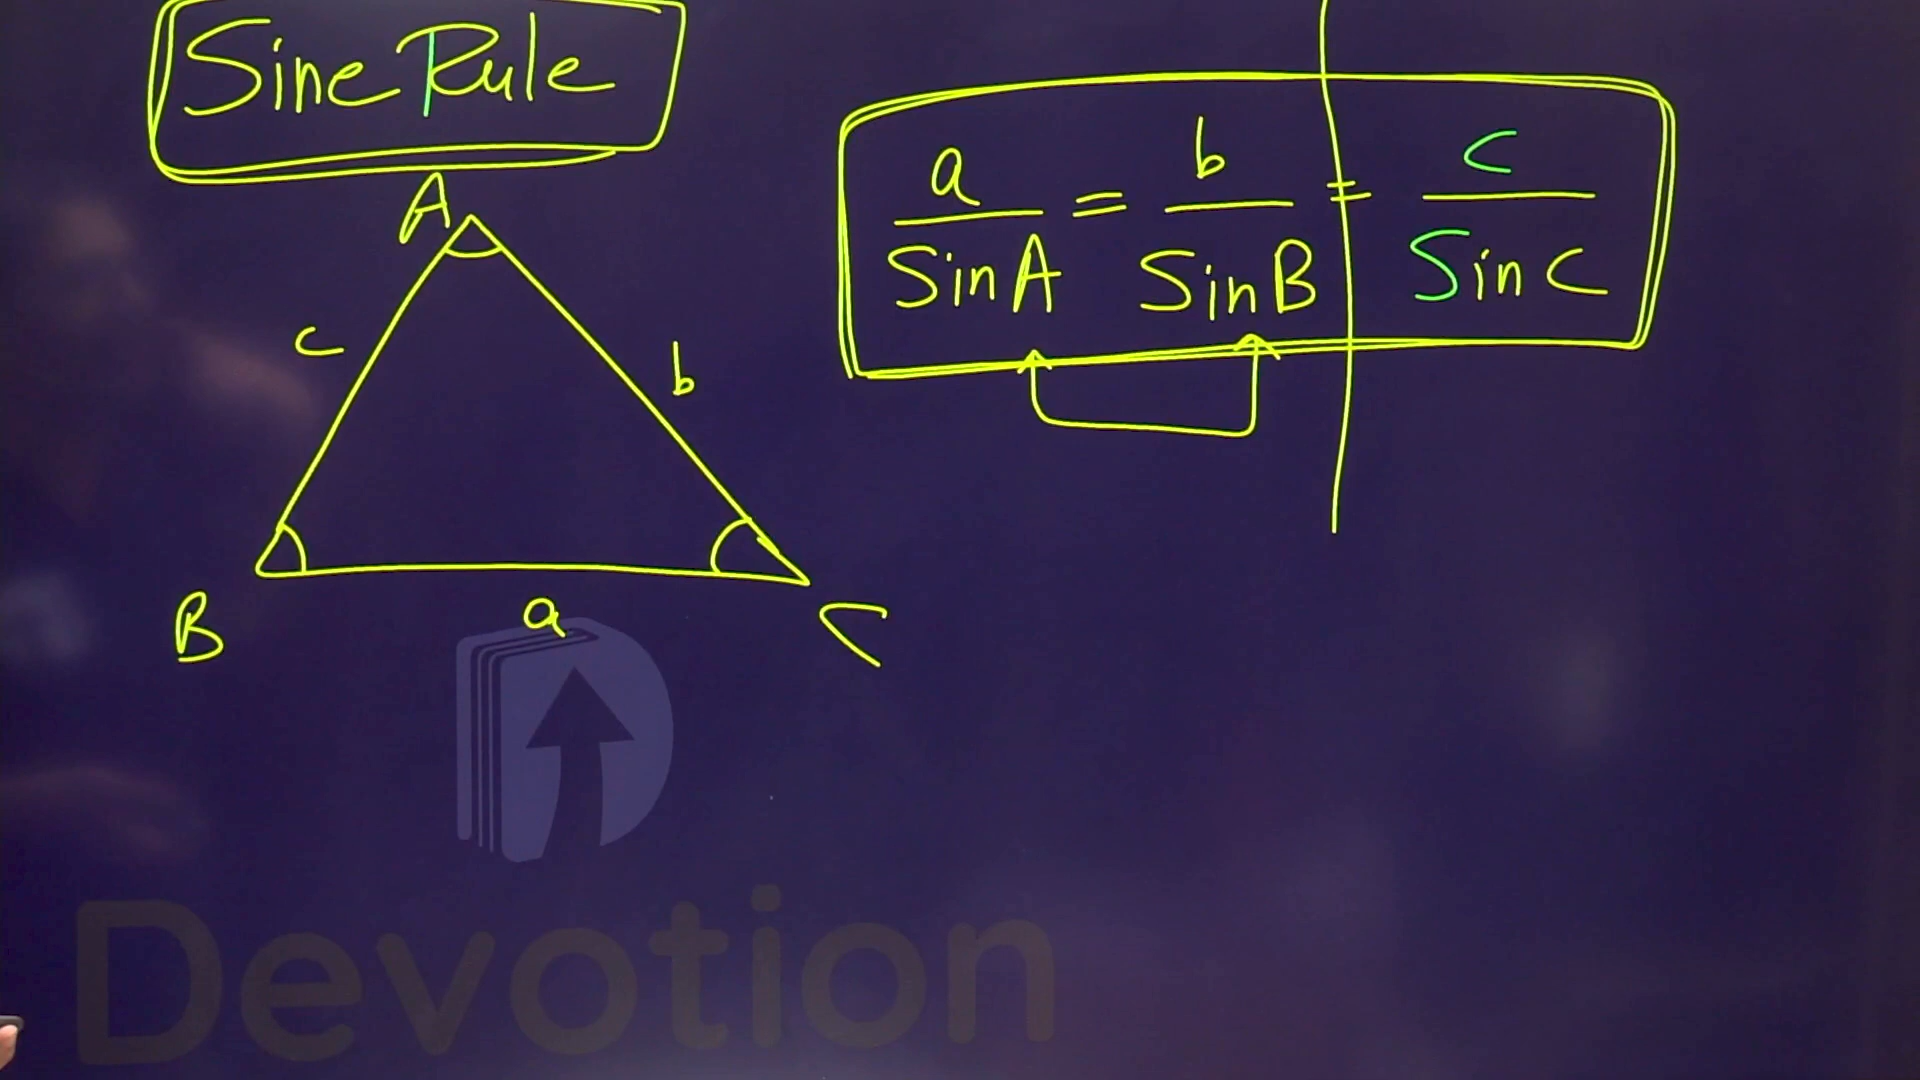 Sine Rule
a/SinA = b/SinB = c/SinC
A
c
b
B
a
C
Devotion